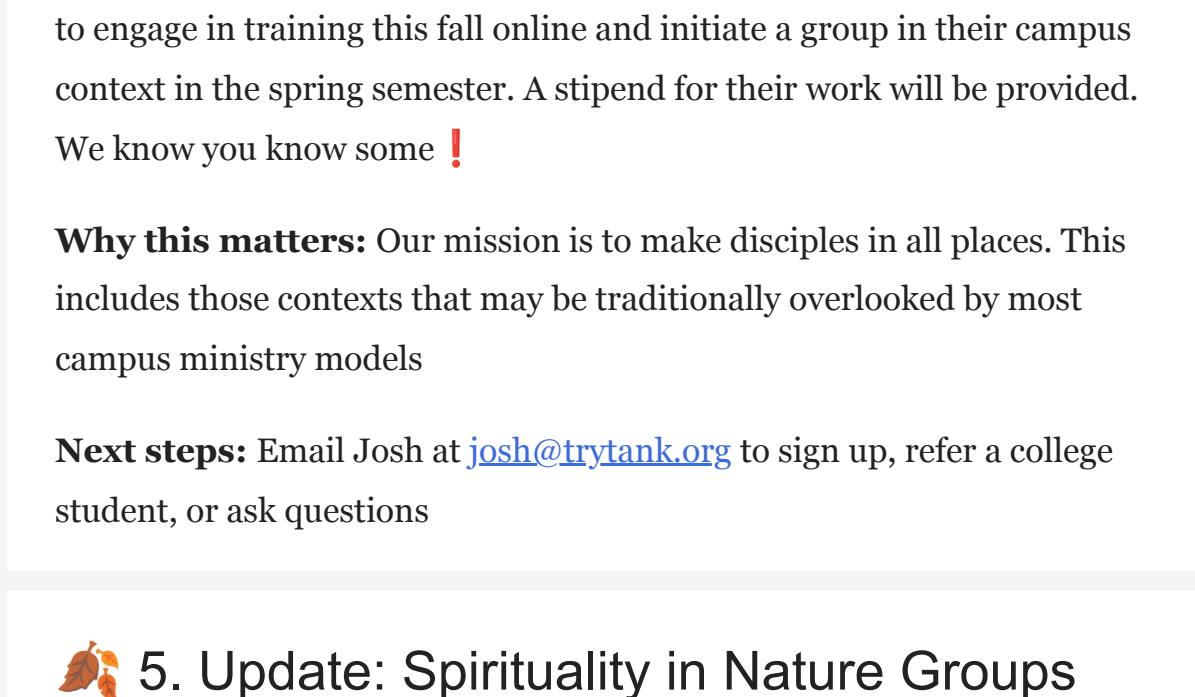 to engage in training this fall online and initiate a group in their campus
context in the spring semester. A stipend for their work will be provided.
We know you know some❗
Why this matters: Our mission is to make disciples in all places. This
includes those contexts that may be traditionally overlooked by most
campus ministry models
Next steps: Email Josh at josh@trytank.org to sign up, refer a college
student, or ask questions
🍂 5. Update: Spirituality in Nature Groups